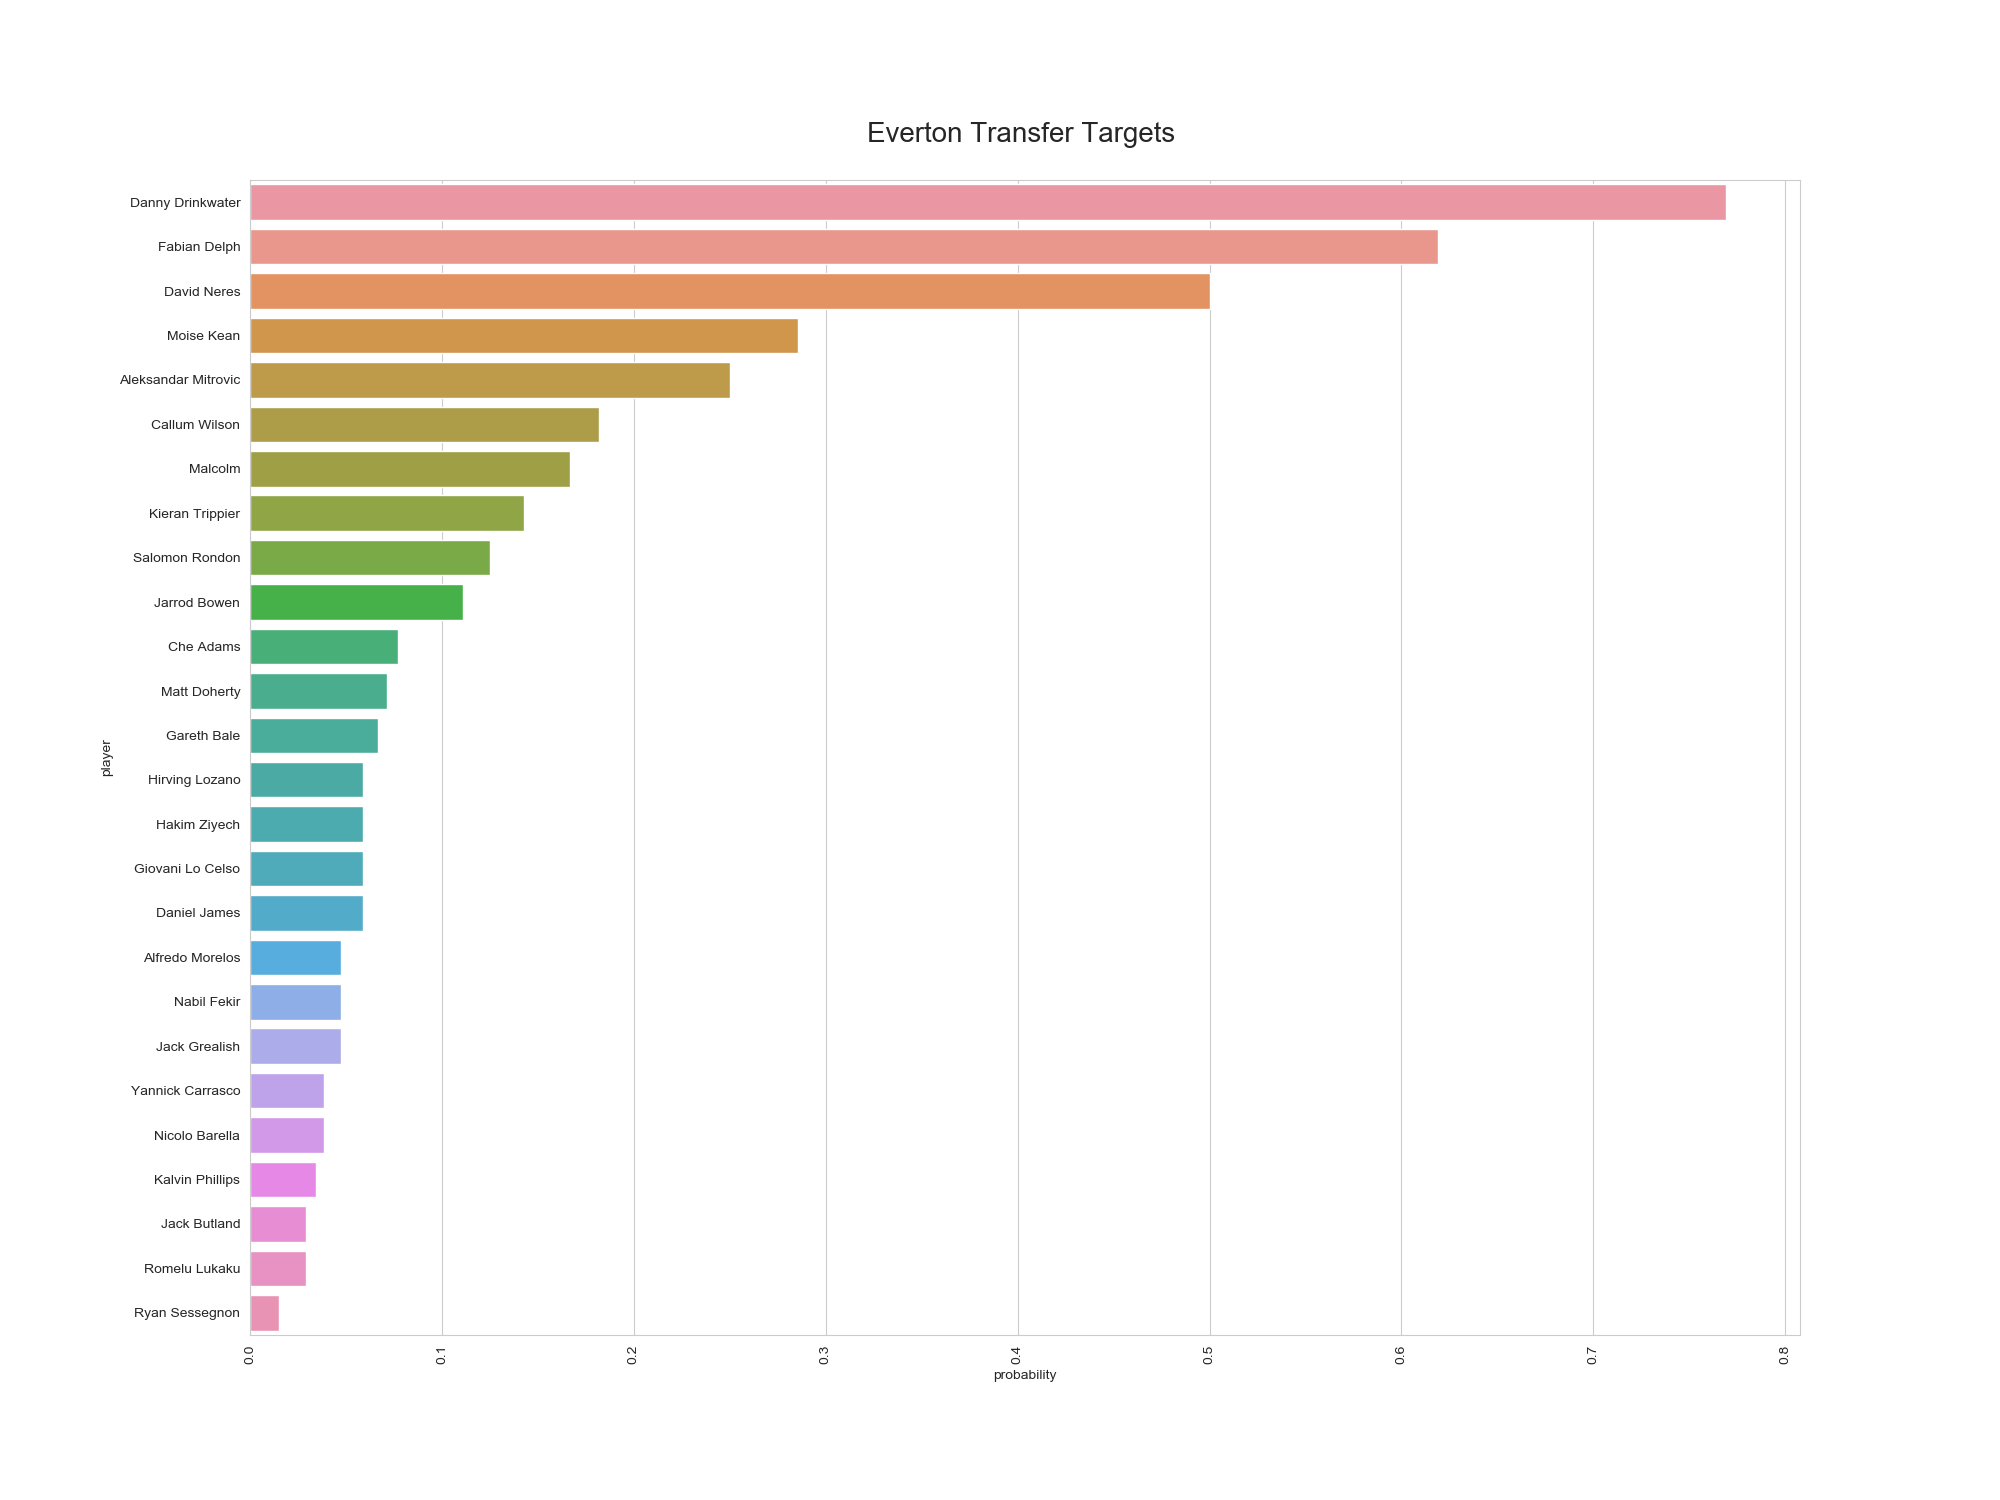 Everton Transfer Targets
Danny Drinkwater
Fabian Delph
David Neres
Moise Kean
Aleksandar Mitrovic
Callum Wilson
Malcolm
Kieran Trippier
Salomon Rondon
Jarrod Bowen
Che Adams
Matt Doherty
Gareth Bale
Hirving Lozano
Hakim Ziyech
Giovani Lo Celso
Daniel James
Alfredo Morelos
Nabil Fekir
Jack Grealish
Yannick Carrasco
Nicolo Barella
Kalvin Phillips
Jack Butland
Romelu Lukaku
Ryan Sessegnon
player
0.0
0.1
0.2
0.3
0.4
0.5
0.6
0.7
0.8
probability